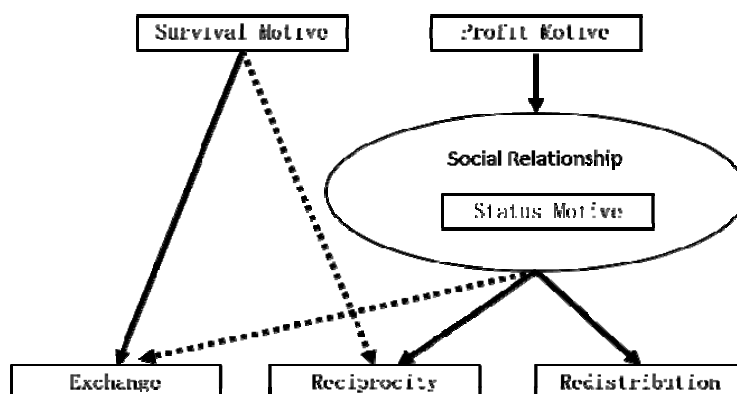 Survival Motive
Profit Motive
Social Relationship
Status Motive
Exchange
Reciprocity
Redistribution